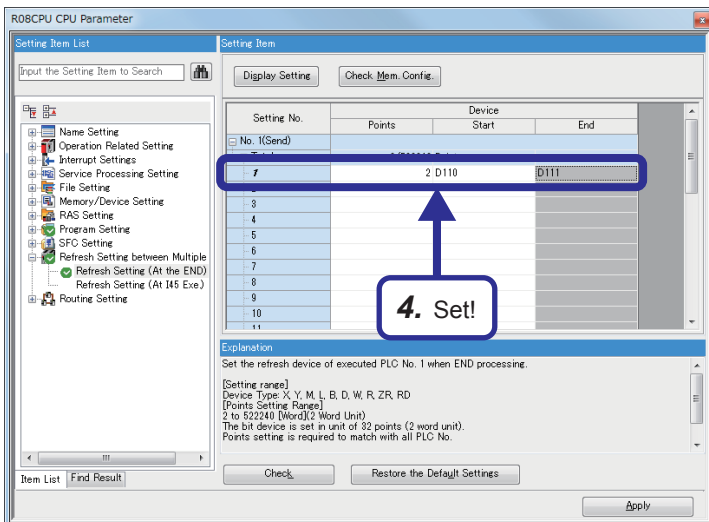 R08CPU CPU Parameter
Setting Item List
Input the Setting Item to Search
Name Setting
Operation Related Setting
Interrupt Settings
Service Processing Setting
File Setting
Memory/Device Setting
RAS Setting
Program Setting
SFC Setting
Refresh Setting between Multiple
Refresh Setting (At the END)
Refresh Setting (At I45 Exe)
Routing Setting
Item List
Find Result
Setting Item
Display Setting
Check Mem. Config.
Setting No.
Device
Points
Start
End
No. 1(Send)
1
2
D110
D111
3
4
5
6
7
8
9
10
11
4. Set!
Explanation
Set the refresh device of executed PLC No. 1 when END processing.
[Setting range]
Device Type: X, Y, M, L, B, D, W, R, ZR, RD
[Points Setting Range]
2 to 522240 [Word](2 Word Unit)
The bit device is set in unit of 32 points (2 word unit).
Points setting is required to match with all PLC No.
Check
Restore the Default Settings
Apply